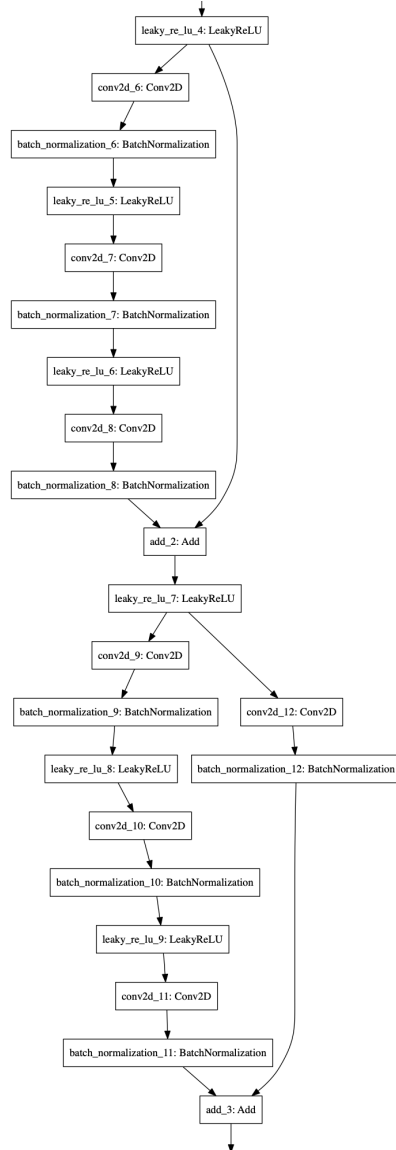 leaky_re_lu_4: LeakyReLU
conv2d_6: Conv2D
batch_normalization_6: BatchNormalization
leaky_re_lu_5: LeakyReLU
conv2d_7: Conv2D
batch_normalization_7: BatchNormalization
leaky_re_lu_6: LeakyReLU
conv2d_8: Conv2D
batch_normalization_8: BatchNormalization
add_2: Add
leaky_re_lu_7: LeakyReLU
conv2d_9: Conv2D
batch_normalization_9: BatchNormalization
conv2d_12: Conv2D
leaky_re_lu_8: LeakyReLU
batch_normalization_12: BatchNormalization
conv2d_10: Conv2D
batch_normalization_10: BatchNormalization
leaky_re_lu_9: LeakyReLU
conv2d_11: Conv2D
batch_normalization_11: BatchNormalization
add_3: Add